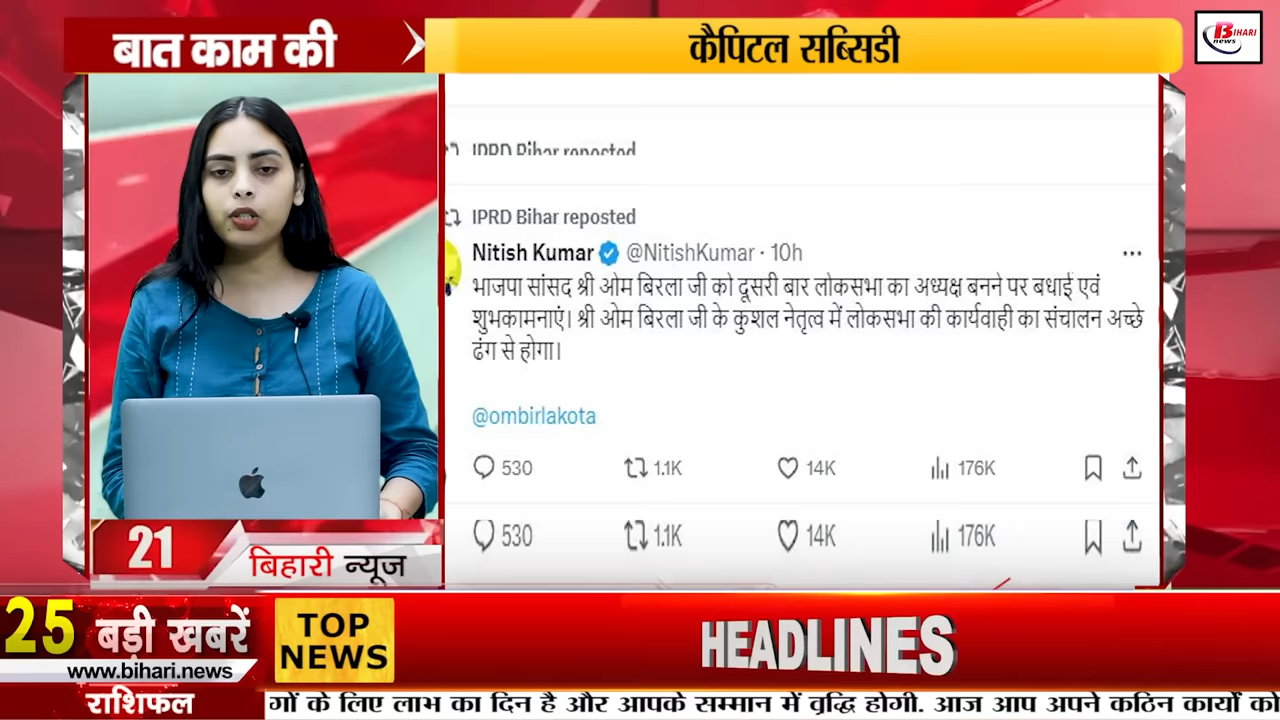 बात काम की
कैपिटल सब्सिडी
BIHARI
news
IPRD Bihar reposted
IPRD Bihar reposted
Nitish Kumar @NitishKumar · 10h
भाजपा सांसद श्री ओम बिरला जी को दूसरी बार लोकसभा का अध्यक्ष बनने पर बधाई एवं
शुभकामनाएं। श्री ओम बिरला जी के कुशल नेतृत्व में लोकसभा की कार्यवाही का संचालन अच्छे
ढंग से होगा।
@ombirlakota
530 1.1K 14K 176K
530 1.1K 14K 176K
21
बिहारी न्यूज
25 बड़ी खबरें
www.bihari.news
TOP
NEWS
HEADLINES
राशिफल
गों के लिए लाभ का दिन है और आपके सम्मान में वृद्धि होगी. आज आप अपने कठिन कार्यों को